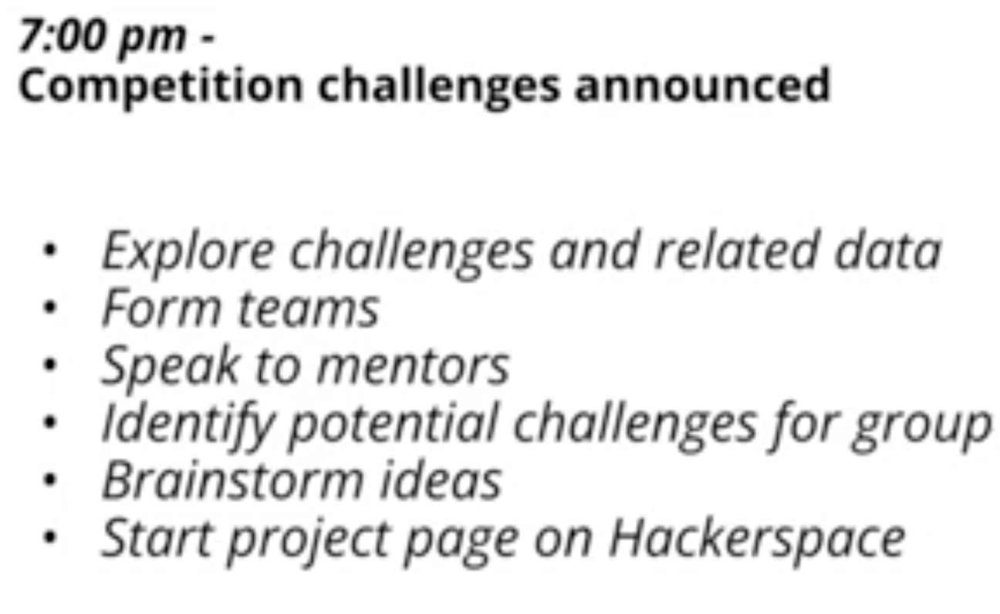 7:00 pm -
Competition challenges announced
• Explore challenges and related data
• Form teams
• Speak to mentors
• Identify potential challenges for group
• Brainstorm ideas
• Start project page on Hackerspace